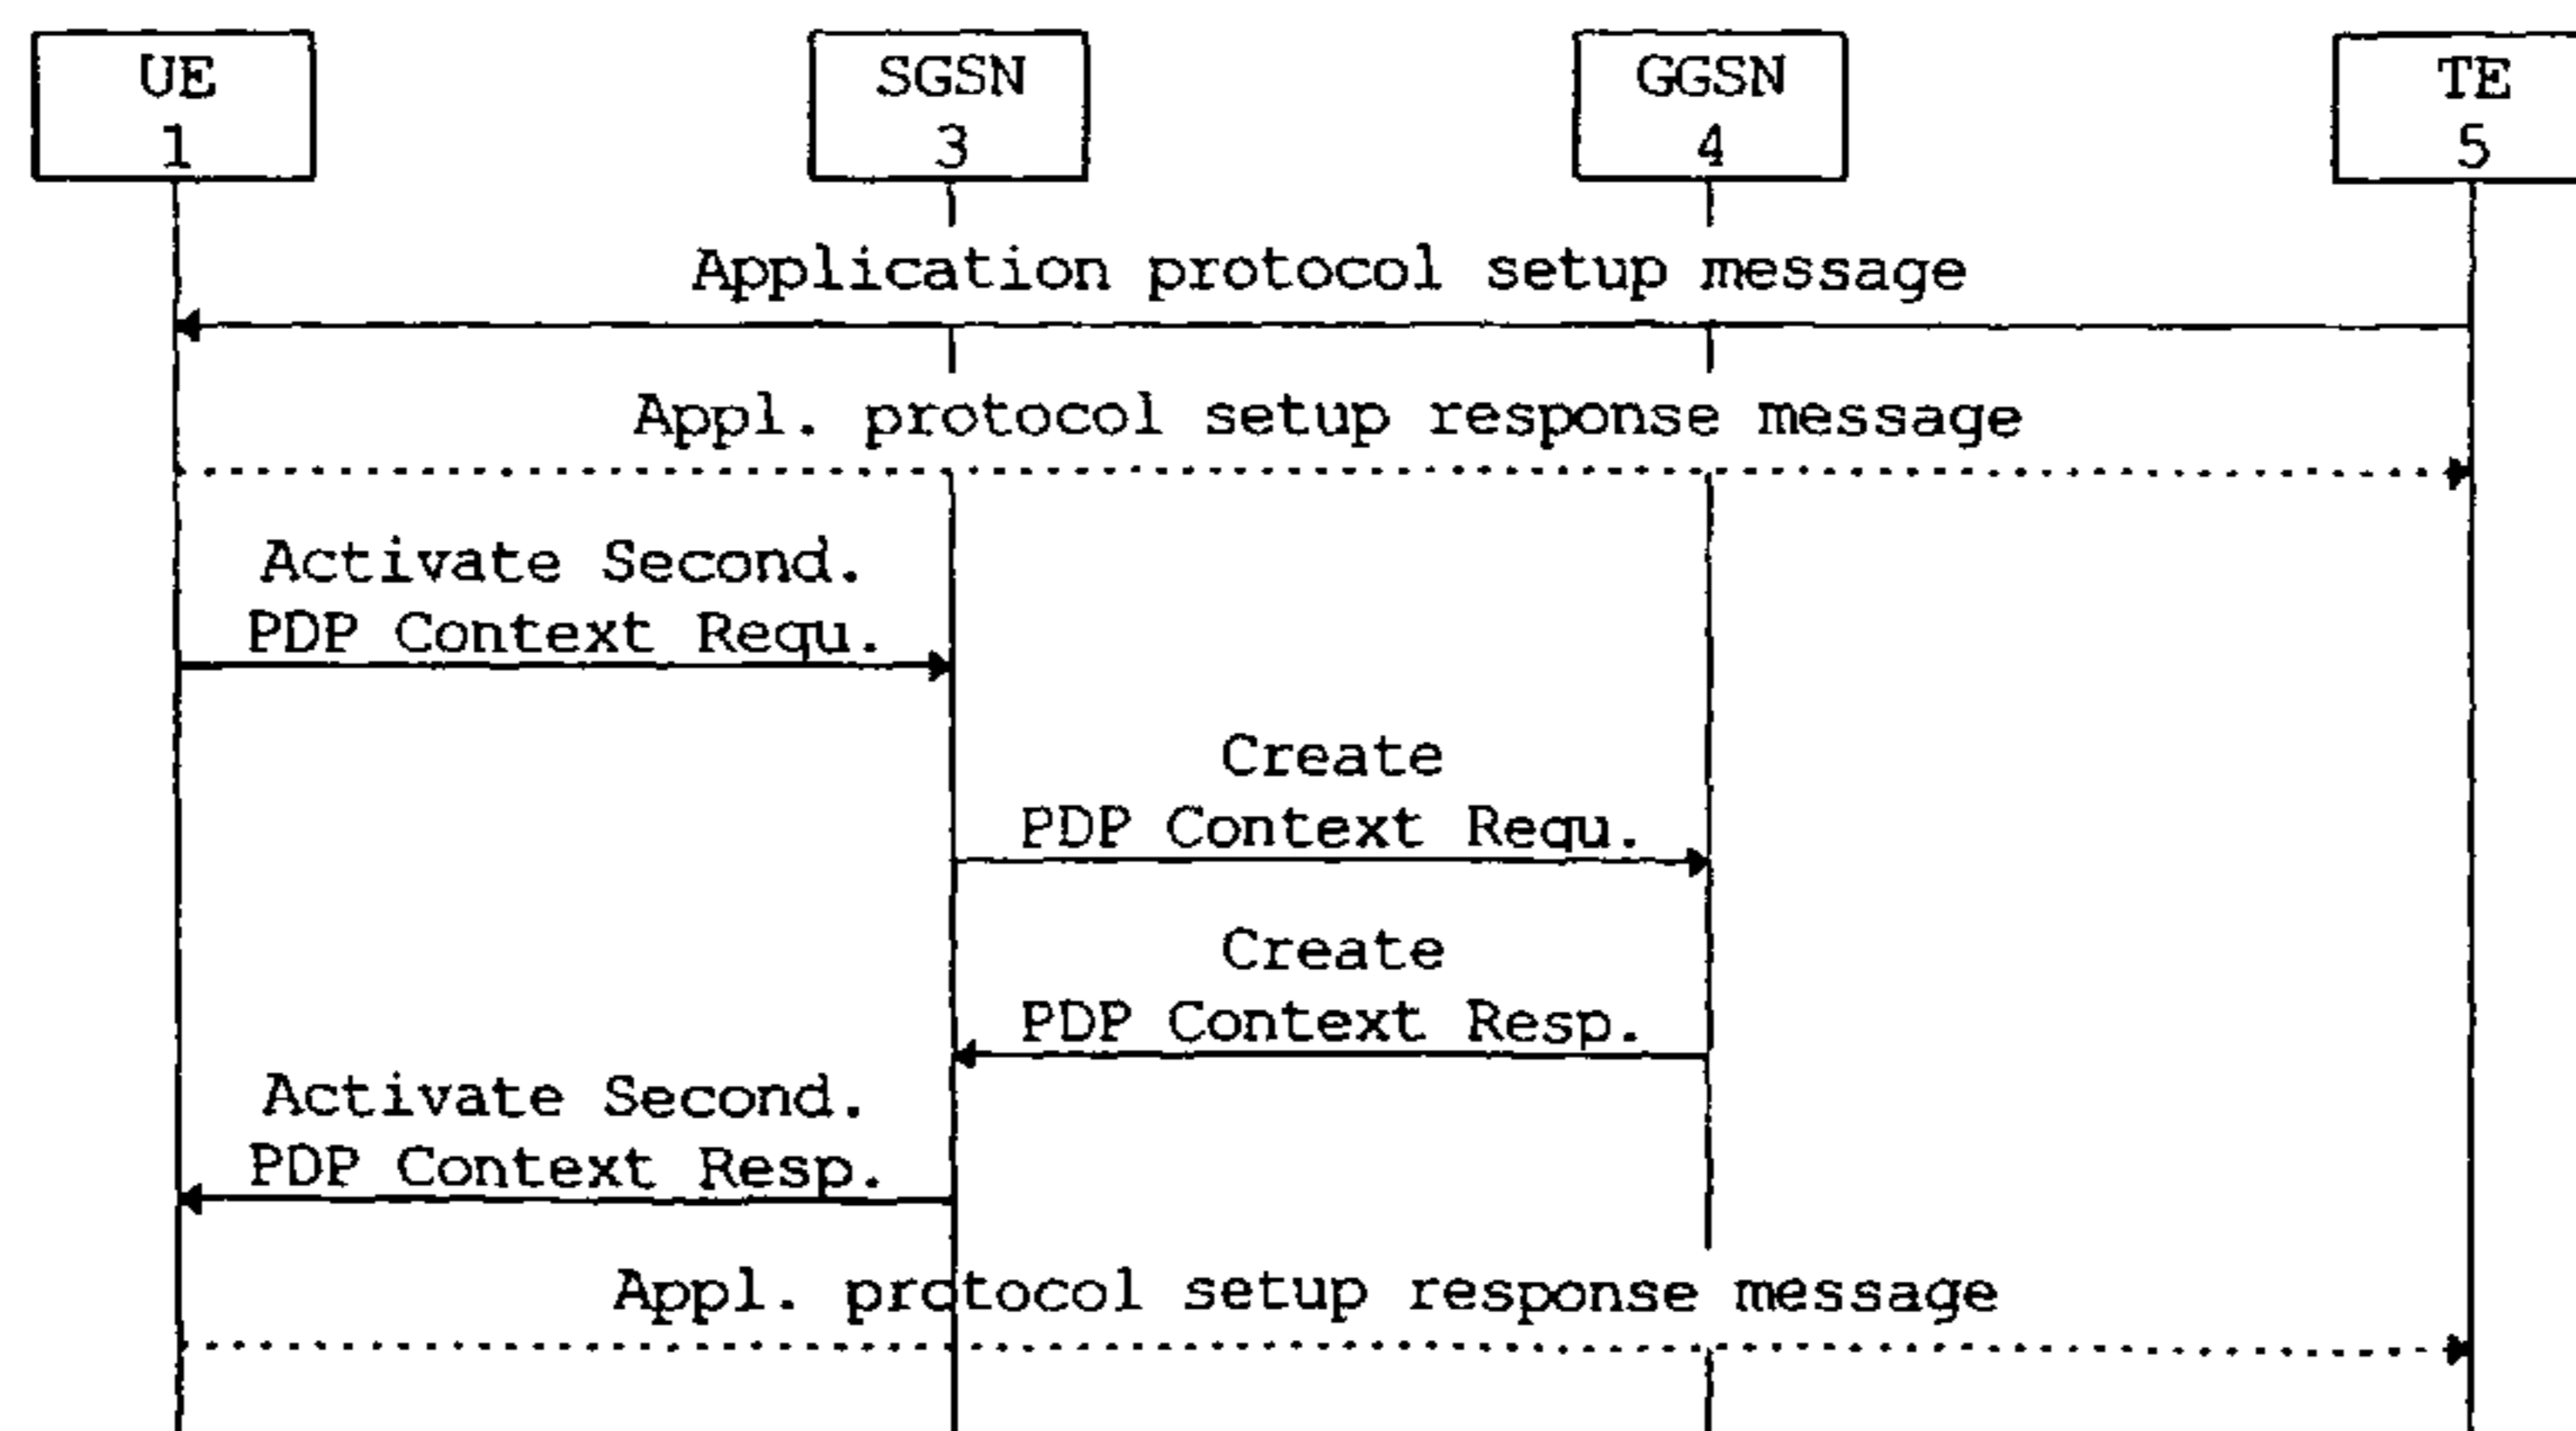 UE
1
SGSN
3
GGSN
4
TE
5
Application protocol setup message
Appl. protocol setup response message
Activate Second.
PDP Context Requ.
Create
PDP Context Requ.
Create
PDP Context Resp.
Activate Second.
PDP Context Resp.
Appl. protocol setup response message